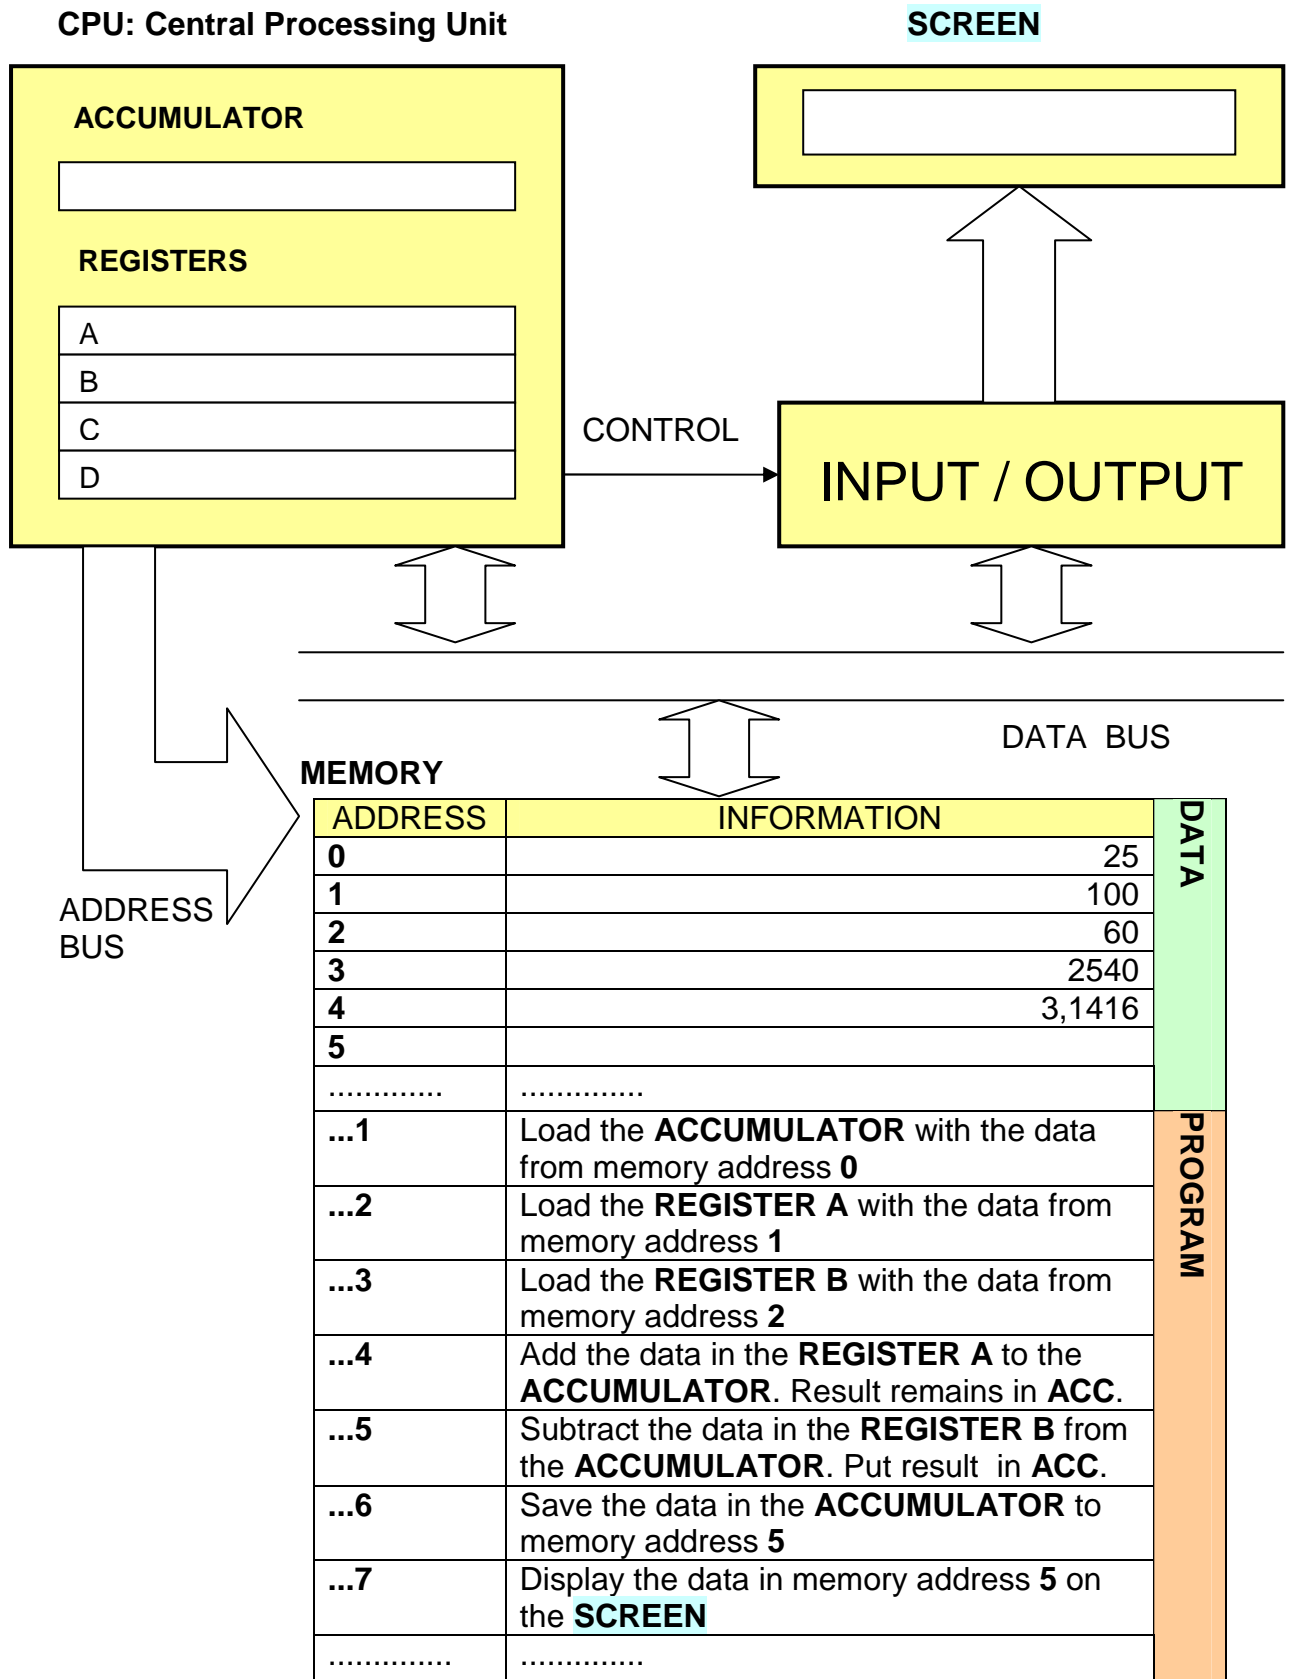 CPU: Central Processing Unit
SCREEN
ACCUMULATOR
REGISTERS
A
B
C
D
CONTROL
INPUT / OUTPUT
DATA BUS
ADDRESS
BUS
MEMORY
ADDRESS INFORMATION
DATA
0 25
1 100
2 60
3 2540
4 3,1416
5
............. ..............
PROGRAM
...1 Load the ACCUMULATOR with the data
from memory address 0
...2 Load the REGISTER A with the data from
memory address 1
...3 Load the REGISTER B with the data from
memory address 2
...4 Add the data in the REGISTER A to the
ACCUMULATOR. Result remains in ACC.
...5 Subtract the data in the REGISTER B from
the ACCUMULATOR. Put result in ACC.
...6 Save the data in the ACCUMULATOR to
memory address 5
...7 Display the data in memory address 5 on
the SCREEN
.............. ..............